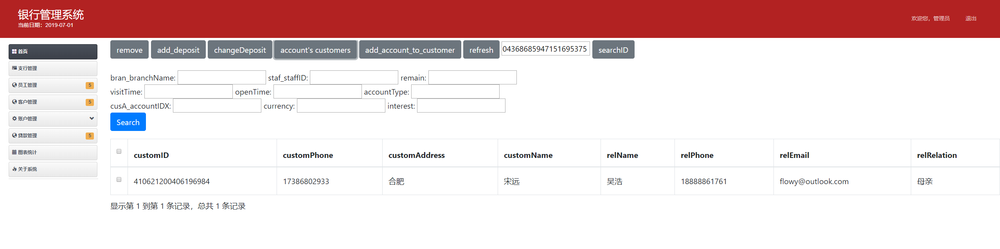 银行管理系统
当前日期：2019-07-01
欢迎您，管理员 退出
首页
支行管理
员工管理 5
客户管理 5
账户管理
贷款管理 5
图表统计
关于系统
remove add_deposit changeDeposit account's customers add_account_to_customer refresh 04368685947151695375 searchID
bran_branchName: staf_staffID: remain:
visitTime: openTime: accountType:
cusA_accountIDX: currency: interest:
Search
customID customPhone customAddress customName relName relPhone relEmail relRelation
410621200406196984 17386802933 合肥 宋远 吴浩 18888861761 flowy@outlook.com 母亲
显示第 1 到第 1 条记录，总共 1 条记录